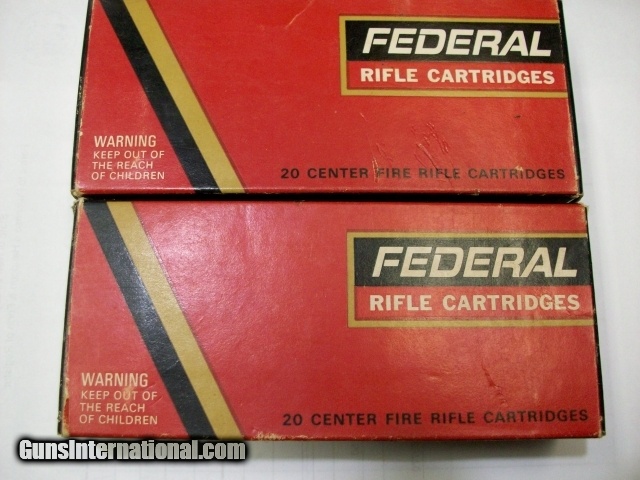 FEDERAL
RIFLE CARTRIDGES
WARNING
KEEP OUT OF
THE REACH
OF CHILDREN
20 CENTER FIRE RIFLE CARTRIDGES
FEDERAL
RIFLE CARTRIDGES
WARNING
KEEP OUT OF
THE REACH
OF CHILDREN
20 CENTER FIRE RIFLE CARTRIDGES
GunsInternational.com